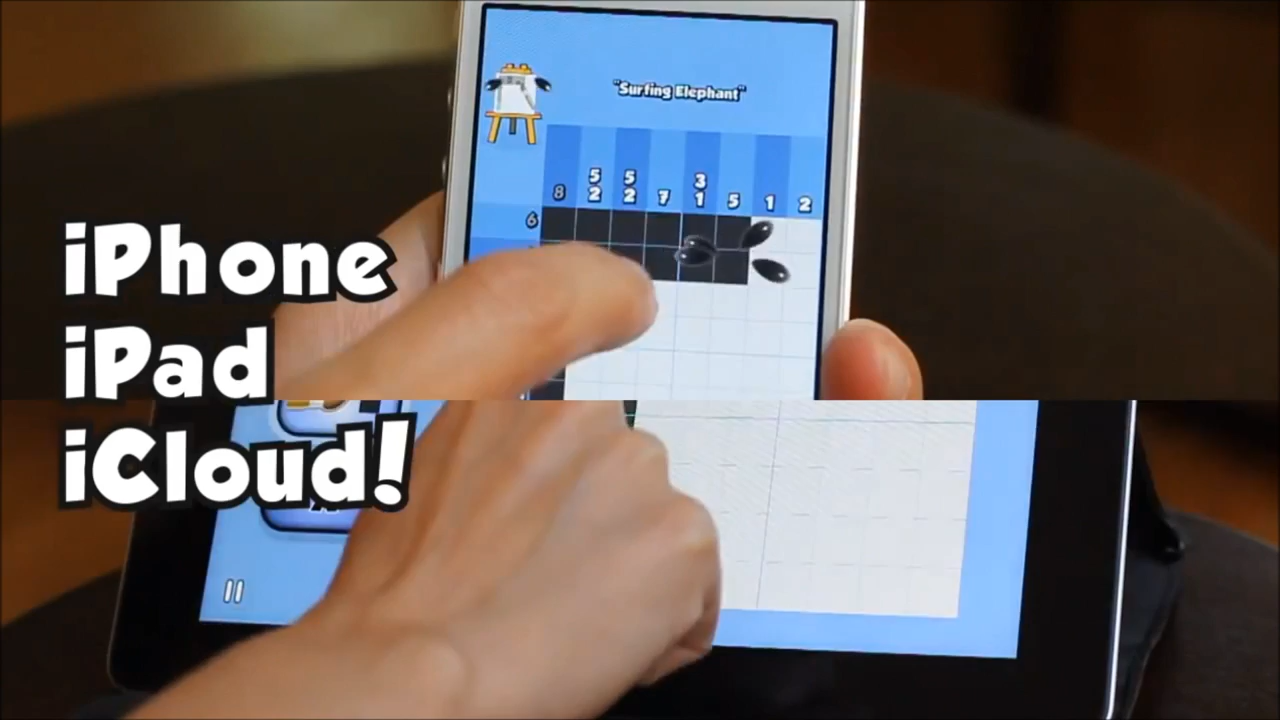 "Surfing Elephant"
5 5 3
8 2 2 7 1 5 1 2
6
iPhone
iPad
iCloud!